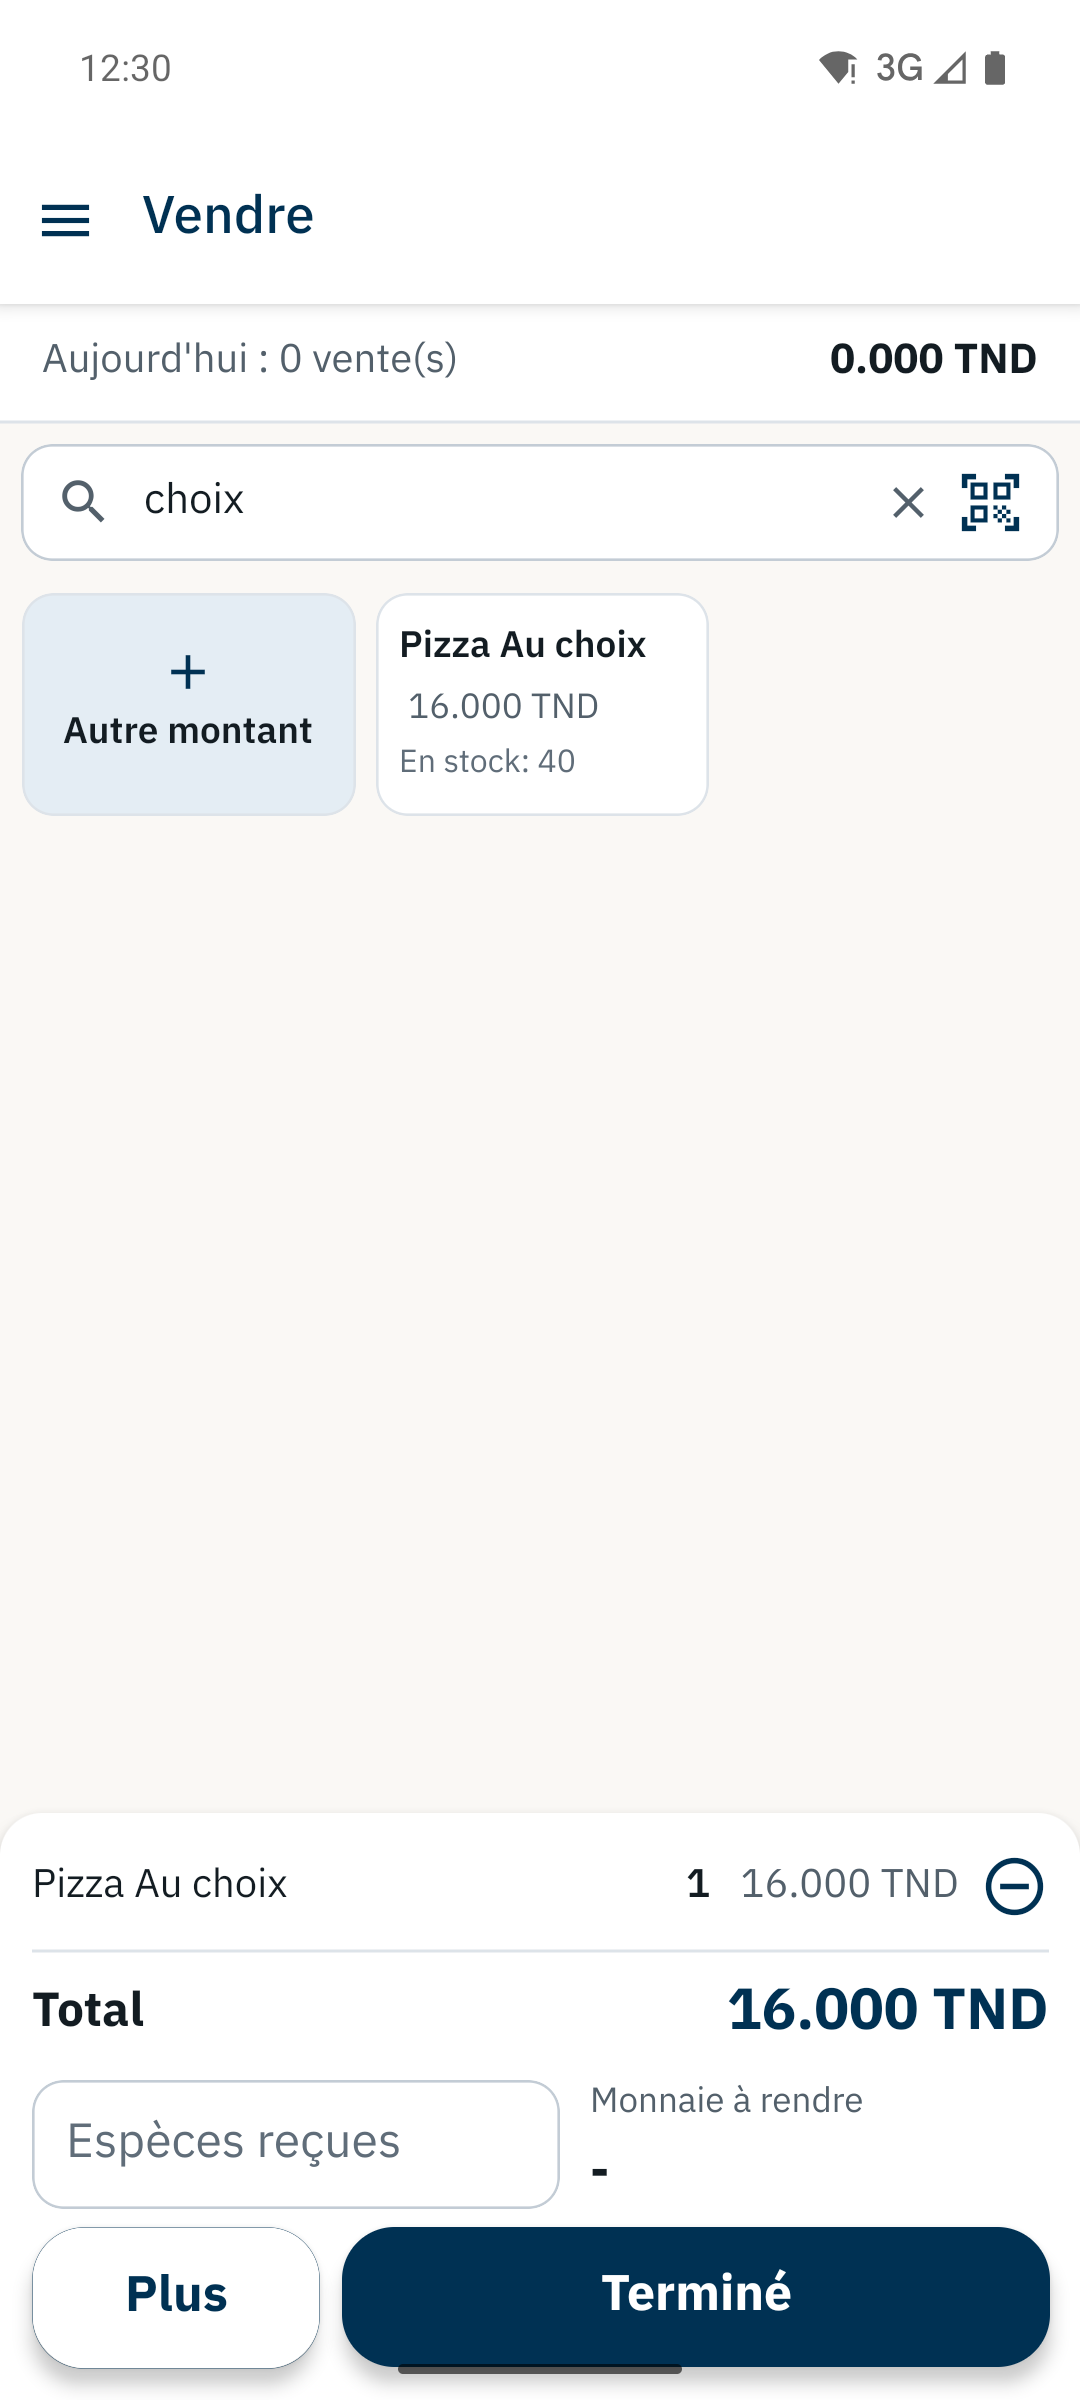 12:30
3G
Vendre
Aujourd'hui : 0 vente(s) 0.000 TND
choix
Autre montant
Pizza Au choix
16.000 TND
En stock: 40
Pizza Au choix 1 16.000 TND
Total 16.000 TND
Espèces reçues
Monnaie à rendre
-
Plus
Terminé